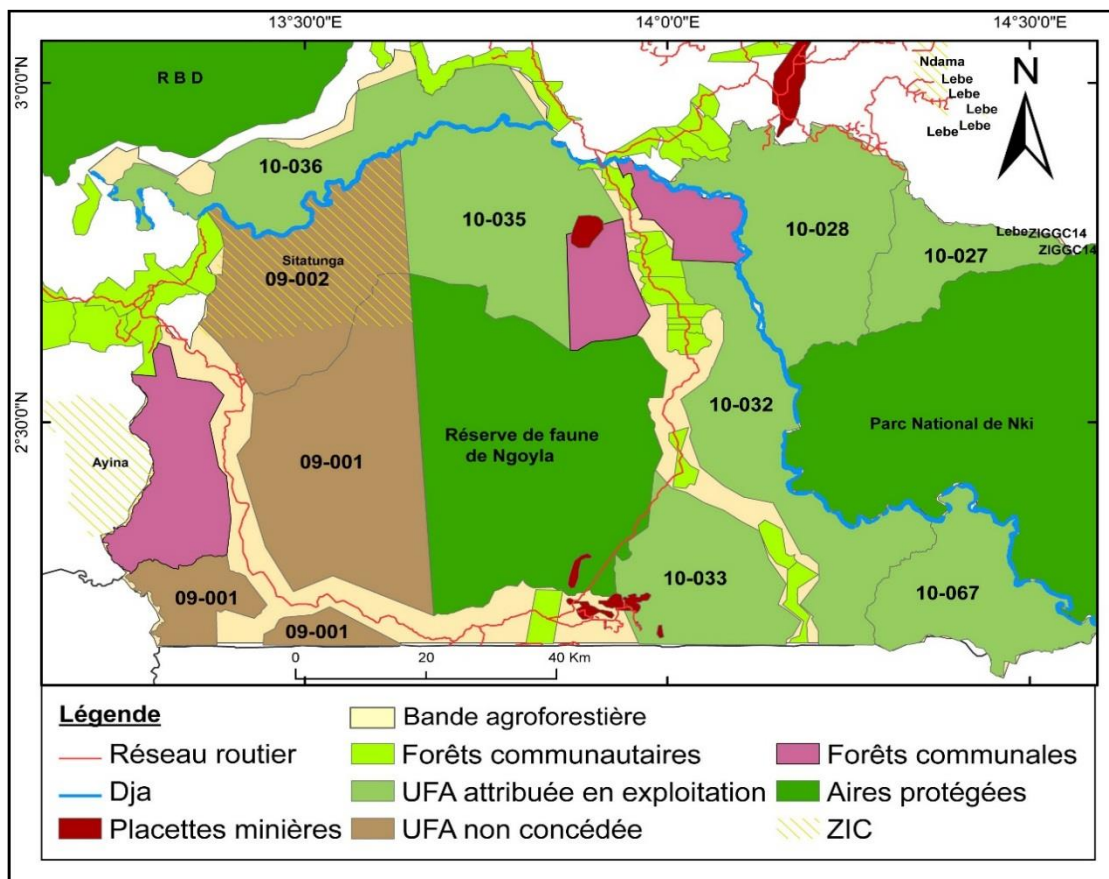 13°30'0"E
14°0'0"E
14°30'0"E
3°0'0"N
2°30'0"N
N
R B D
Ndama
Lebe
Lebe
Lebe
Lebe
Lebe
10-036
10-035
10-028
LebeZIGGC14
ZIGGC14
10-027
Sitatunga
09-002
10-032
Parc National de Nki
Réserve de faune
de Ngoyla
Ayina
09-001
10-033
10-067
09-001
09-001
0
20
40 Km
Légende
Réseau routier
Dja
Placettes minières
Bande agroforestière
Forêts communautaires
UFA attribuée en exploitation
UFA non concédée
Forêts communales
Aires protégées
ZIC